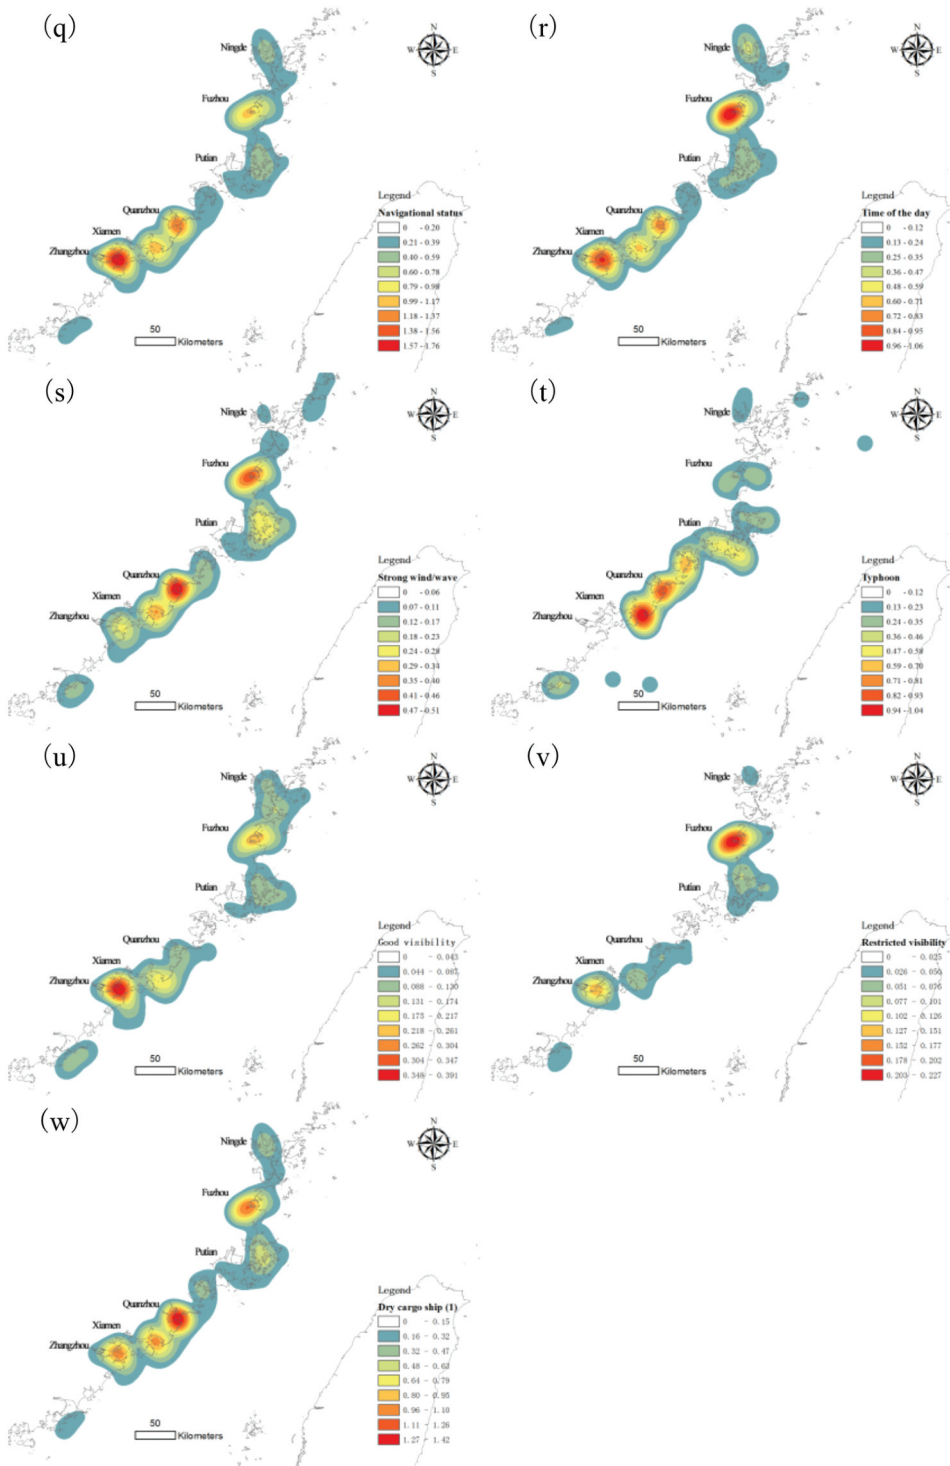 (q)
N
W E
S
Ningde
Fuzhou
Putian
Quanzhou
Xiamen
Zhangzhou
Legend
Navigational status
0 - 0.20
0.21 - 0.39
0.40 - 0.59
0.60 - 0.78
0.79 - 0.98
0.99 - 1.17
1.18 - 1.37
1.38 - 1.56
1.57 - 1.76
50
Kilometers
(r)
N
W E
S
Ningde
Fuzhou
Putian
Quanzhou
Xiamen
Zhangzhou
Legend
Time of the day
0 - 0.12
0.13 - 0.24
0.25 - 0.35
0.36 - 0.47
0.48 - 0.59
0.60 - 0.71
0.72 - 0.83
0.84 - 0.95
0.96 - 1.06
50
Kilometers
(s)
N
W E
S
Ningde
Fuzhou
Putian
Quanzhou
Xiamen
Zhangzhou
Legend
Strong wind/wave
0 - 0.06
0.07 - 0.11
0.12 - 0.17
0.18 - 0.23
0.24 - 0.28
0.29 - 0.34
0.35 - 0.40
0.41 - 0.46
0.47 - 0.51
50
Kilometers
(t)
N
W E
S
Ningde
Fuzhou
Putian
Quanzhou
Xiamen
Zhangzhou
Legend
Typhoon
0 - 0.12
0.13 - 0.23
0.24 - 0.35
0.36 - 0.46
0.47 - 0.58
0.59 - 0.70
0.71 - 0.81
0.82 - 0.93
0.94 - 1.04
50
Kilometers
(u)
N
W E
S
Ningde
Fuzhou
Putian
Quanzhou
Xiamen
Zhangzhou
Legend
Good visibility
0 - 0.043
0.044 - 0.087
0.088 - 0.130
0.131 - 0.174
0.175 - 0.217
0.218 - 0.261
0.262 - 0.304
0.304 - 0.347
0.348 - 0.391
50
Kilometers
(v)
N
W E
S
Ningde
Fuzhou
Putian
Quanzhou
Xiamen
Zhangzhou
Legend
Restricted visibility
0 - 0.025
0.026 - 0.050
0.051 - 0.076
0.077 - 0.101
0.102 - 0.126
0.127 - 0.151
0.152 - 0.177
0.178 - 0.202
0.203 - 0.227
50
Kilometers
(w)
N
W E
S
Ningde
Fuzhou
Putian
Quanzhou
Xiamen
Zhangzhou
Legend
Dry cargo ship (1)
0 - 0.15
0.16 - 0.32
0.32 - 0.47
0.48 - 0.63
0.64 - 0.79
0.80 - 0.95
0.96 - 1.10
1.11 - 1.26
1.27 - 1.42
50
Kilometers